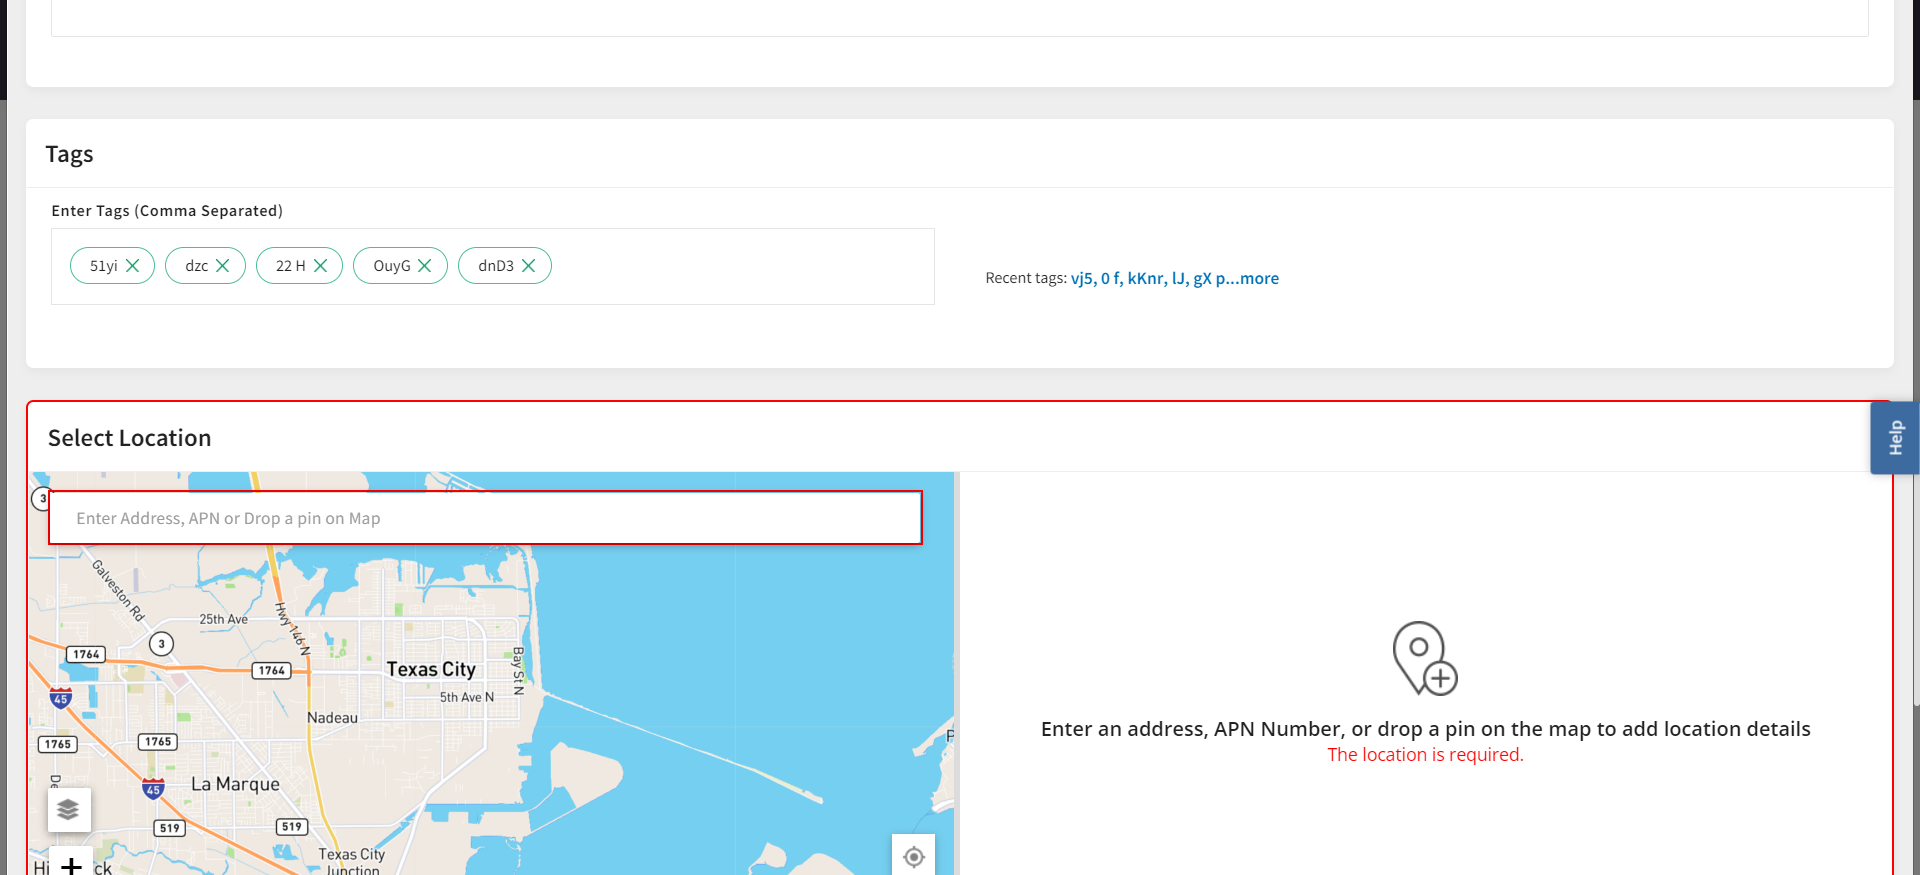 Tags
Enter Tags (Comma Separated)
51yi
dzc
22 H
OuyG
dnD3
Recent tags: vj5, 0 f, kKnr, lJ, gX p...more
Help
Select Location
3
Enter Address, APN or Drop a pin on Map
Galveston Rd
25th Ave
Hwy 146 N
3
1764
1764
Texas City
Bay St N
5th Ave N
45
Nadeau
1765
1765
P
La Marque
45
519
519
Texas City
Junction
Enter an address, APN Number, or drop a pin on the map to add location details
The location is required.